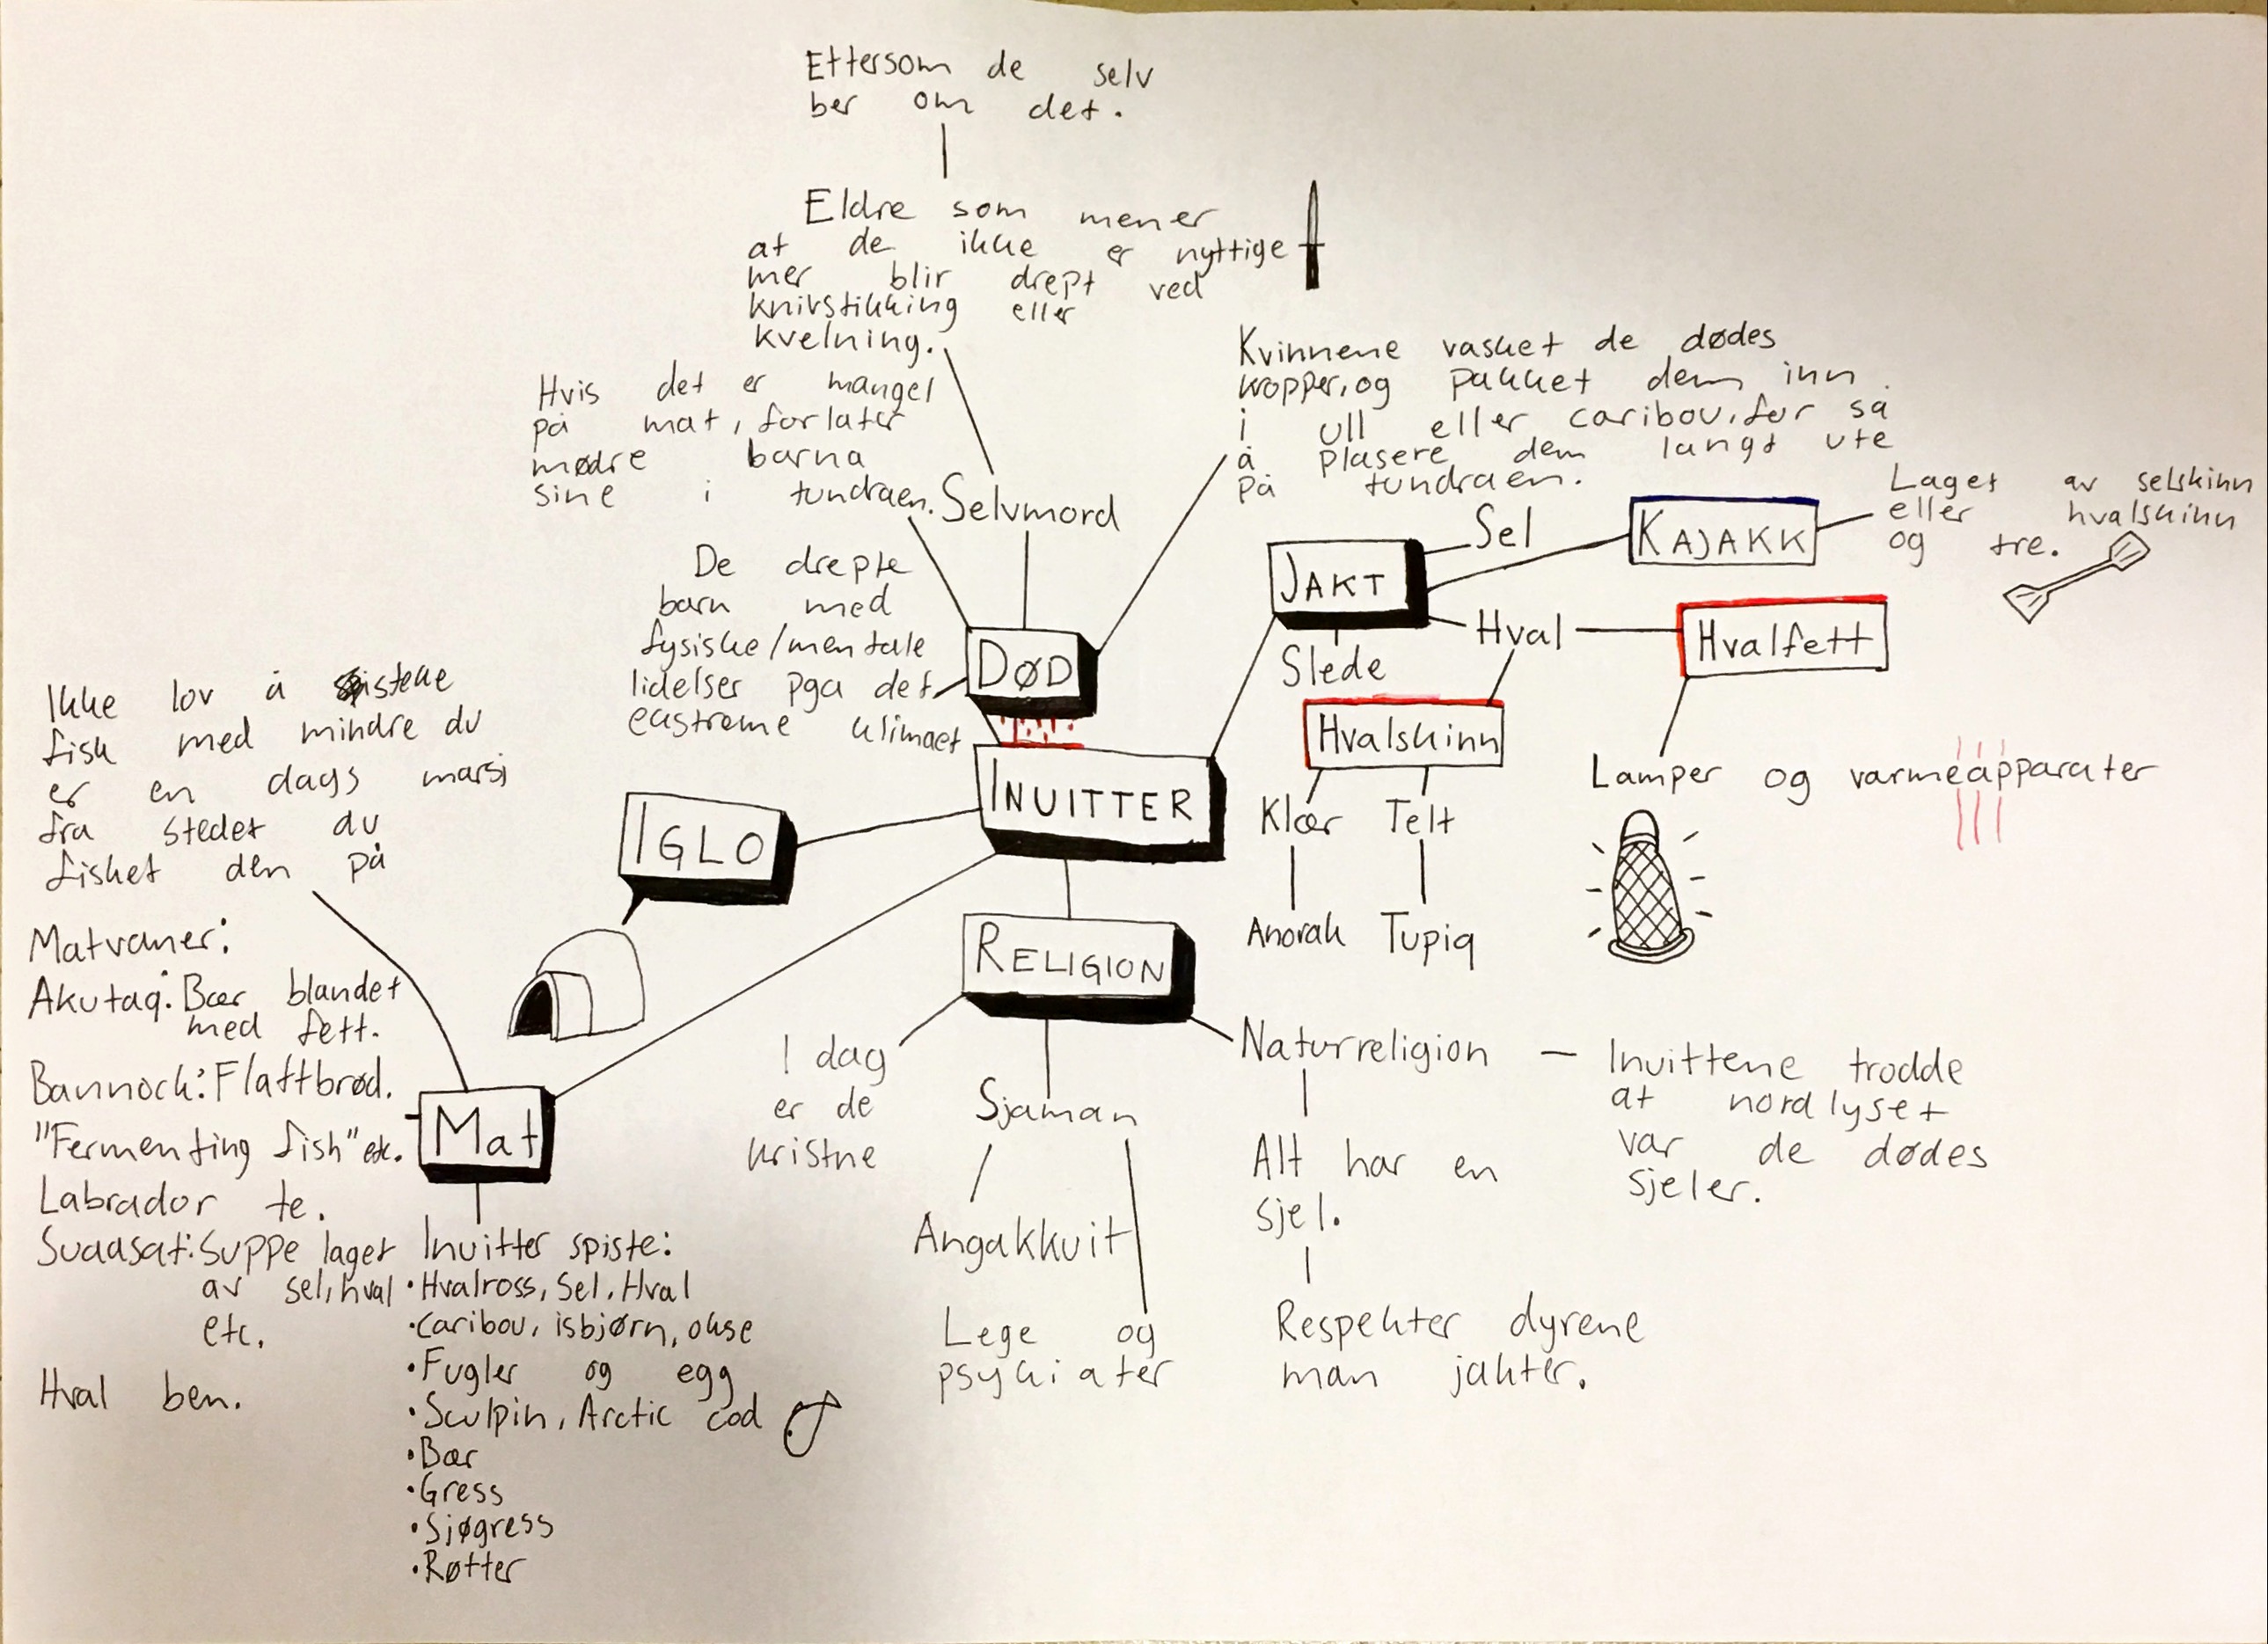 Ettersom de selv
ber om det.
Eldre som mener
at de ikke er nyttige
mer blir drept ved
knivstikking eller
kvelning.
Hvis det er mangel
på mat, forlater
mødre barna
sine i tundraen.
Selvmord
Kvinnene vasket de dødes
kropper, og pakket dem inn
i ull eller caribou, for så
å plasere dem langt ute
på tundraen.
De drepte
barn med
fysiske/mentale
lidelser pga det
ekstreme klimaet
DØD
JAKT
Sel
KAJAKK
Laget av selskinn
eller hvalskinn
og tre.
Hval
Hvalfett
Slede
Hvalskinn
Lamper og varmeapparater
Klær Telt
Anorak Tupiq
INUITTER
IGLO
Ikke lov å steke
fisk med mindre du
er en dags marsj
fra stedet du
fisket den på
Matvaner:
Akutaq: Bær blandet
med fett.
Bannock: Flattbrød.
"Fermenting fish" etc.
Labrador te.
Suaasat: Suppe laget
av sel, hval
etc.
Hval ben.
Mat
Inuitter spiste:
•Hvalross, Sel, Hval
•Caribou, isbjørn, okse
•Fugler og egg
•Sculpin, Arctic cod
•Bær
•Gress
•Sjøgress
•Røtter
RELIGION
I dag
er de
kristne
Sjaman
Angakkuit
Lege og
psykiater
Naturreligion
Alt har en
sjel.
Respekter dyrene
man jakter.
Inuittene trodde
at nordlyset
var de dødes
sjeler.